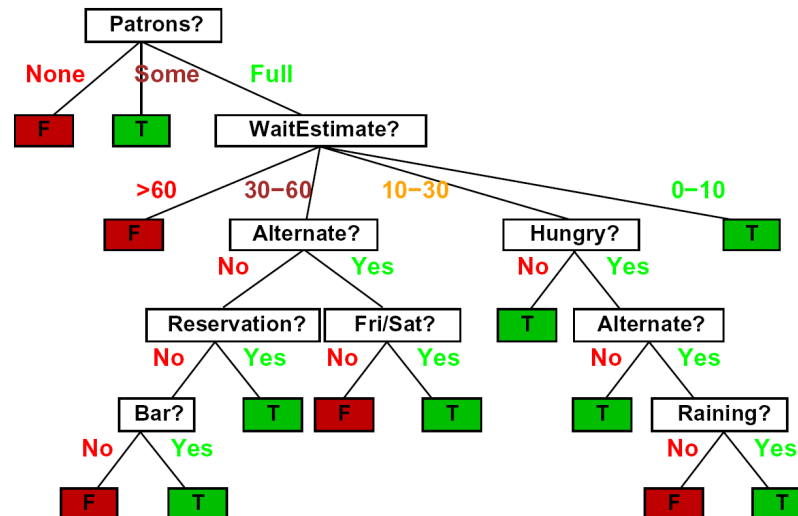 Patrons?
None Some Full
F T WaitEstimate?
>60 30−60 10−30 0−10
F Alternate? Hungry? T
No Yes No Yes
Reservation? Fri/Sat? T Alternate?
No Yes No Yes No Yes
Bar? T F T T Raining?
No Yes No Yes
F T F T